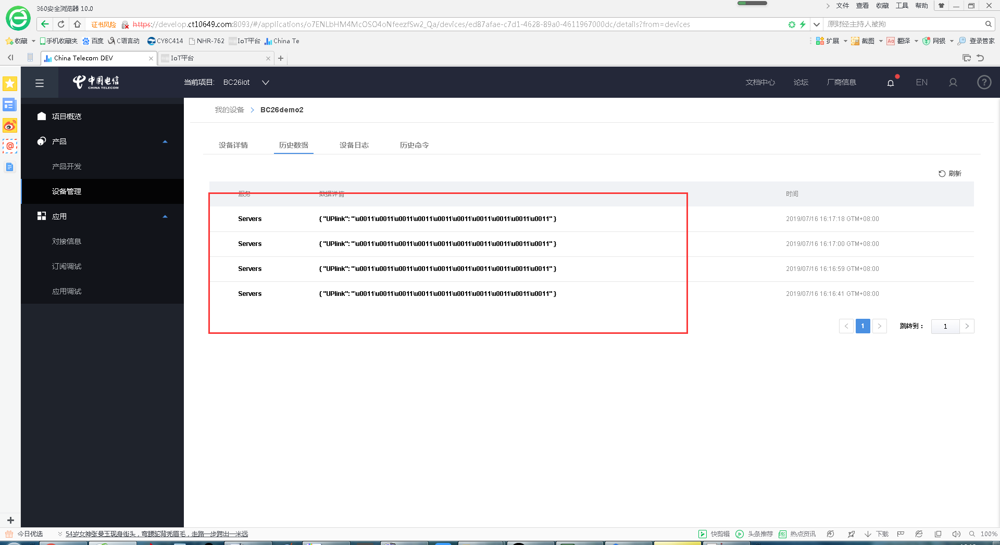 360安全浏览器 10.0
文件 查看 收藏 工具 帮助
证书风险 https://develop.ct10649.com:8093/#/applications/o7ENLbHM4McOSO4oNfeezfSw2_Qa/devices/ed87afae-c7d1-4628-89a0-4611967000dc/details?from=devices
原财经主持人被拘
收藏 手机收藏夹 百度 C语言动 CY8C414 NHR-762 IoT平台 China Te
扩展 截图 翻译 网银 登录管家
China Telecom DEV
IoT平台
中国电信
CHINA TELECOM
当前项目: BC26iot
文档中心 论坛 厂商信息 EN
项目概览
产品
产品开发
设备管理
应用
对接信息
订阅调试
应用调试
我的设备 > BC26demo2
设备详情 历史数据 设备日志 历史命令
刷新
服务 数据详情 时间
Servers { "UPlink": "\u0011\u0011\u0011\u0011\u0011\u0011\u0011\u0011\u0011\u0011" } 2019/07/16 16:17:18 GTM+08:00
Servers { "UPlink": "\u0011\u0011\u0011\u0011\u0011\u0011\u0011\u0011\u0011\u0011" } 2019/07/16 16:17:00 GTM+08:00
Servers { "UPlink": "\u0011\u0011\u0011\u0011\u0011\u0011\u0011\u0011\u0011\u0011" } 2019/07/16 16:16:59 GTM+08:00
Servers { "UPlink": "\u0011\u0011\u0011\u0011\u0011\u0011\u0011\u0011\u0011\u0011" } 2019/07/16 16:16:41 GTM+08:00
< 1 > 跳转到： 1 >
今日优选 54岁女神张曼玉现身街头，弯腰驼背秃眉毛，走路一步跨出一米远
快剪辑 头条推荐 热点资讯 下载 100%